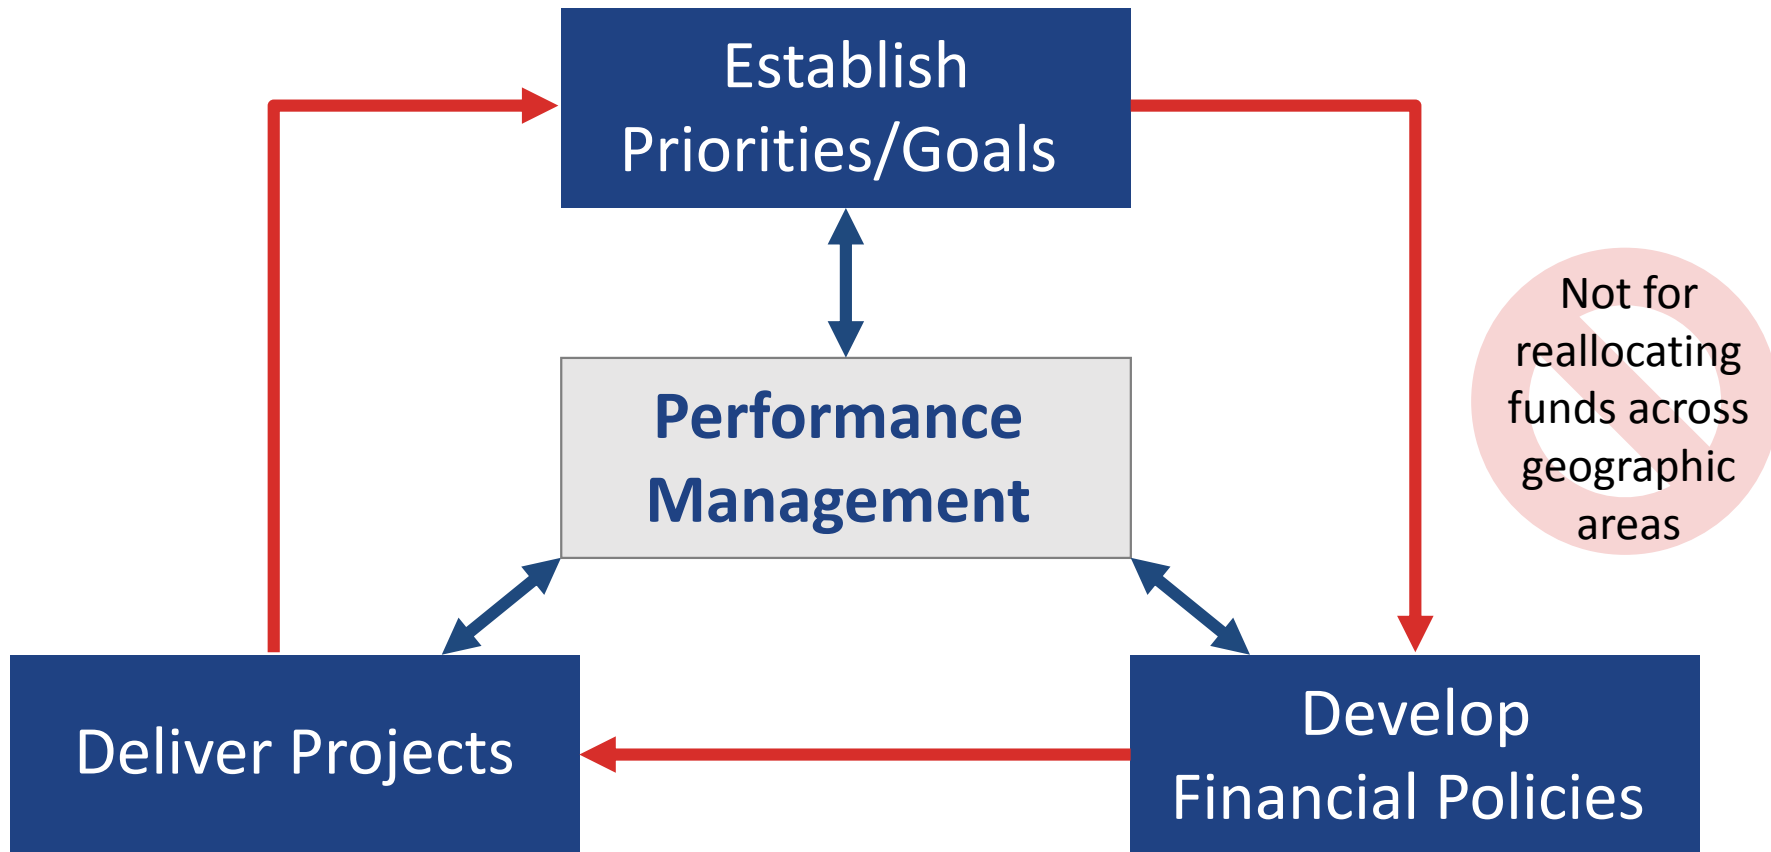 Establish
Priorities/Goals
Not for
reallocating
funds across
geographic
areas
Performance
Management
Deliver Projects
Develop
Financial Policies